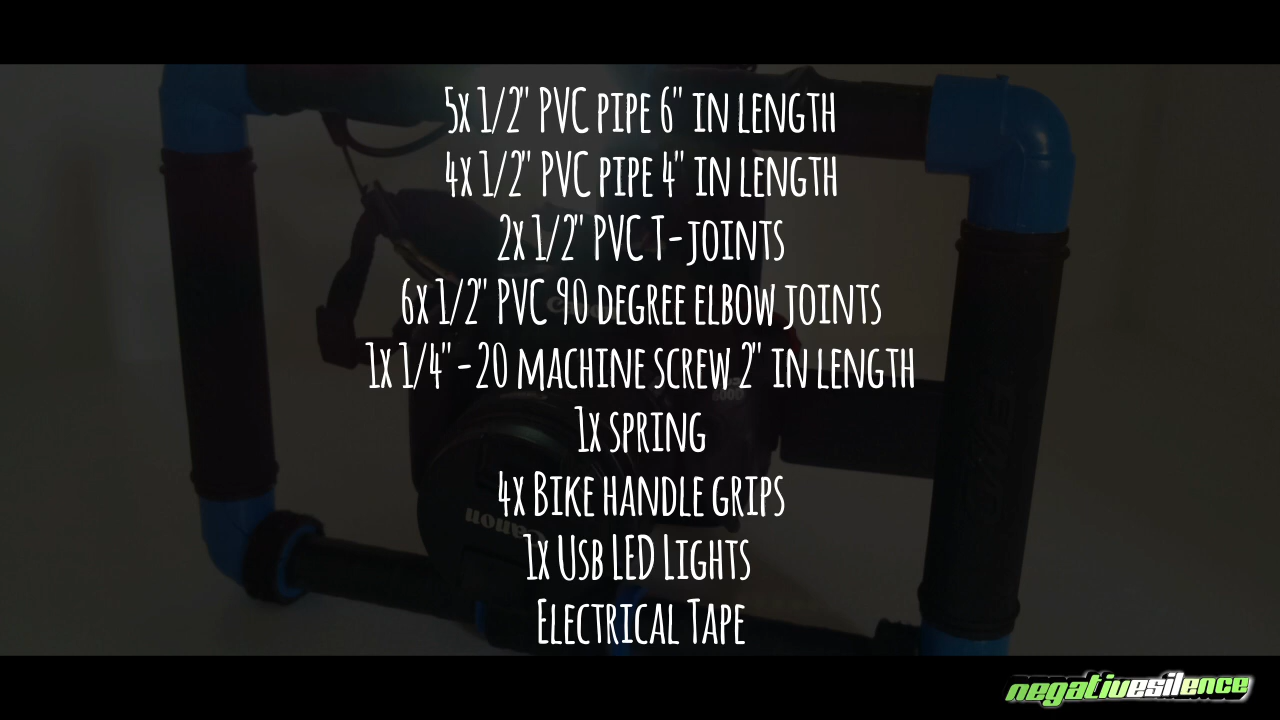 5x 1/2" PVC pipe 6" in length
4x 1/2" PVC pipe 4" in length
2x 1/2" PVC T-joints
6x 1/2" PVC 90 degree elbow joints
1x 1/4"-20 machine screw 2" in length
1x spring
4x Bike handle grips
1x Usb LED Lights
Electrical Tape
Canon
Canon
negativesilence